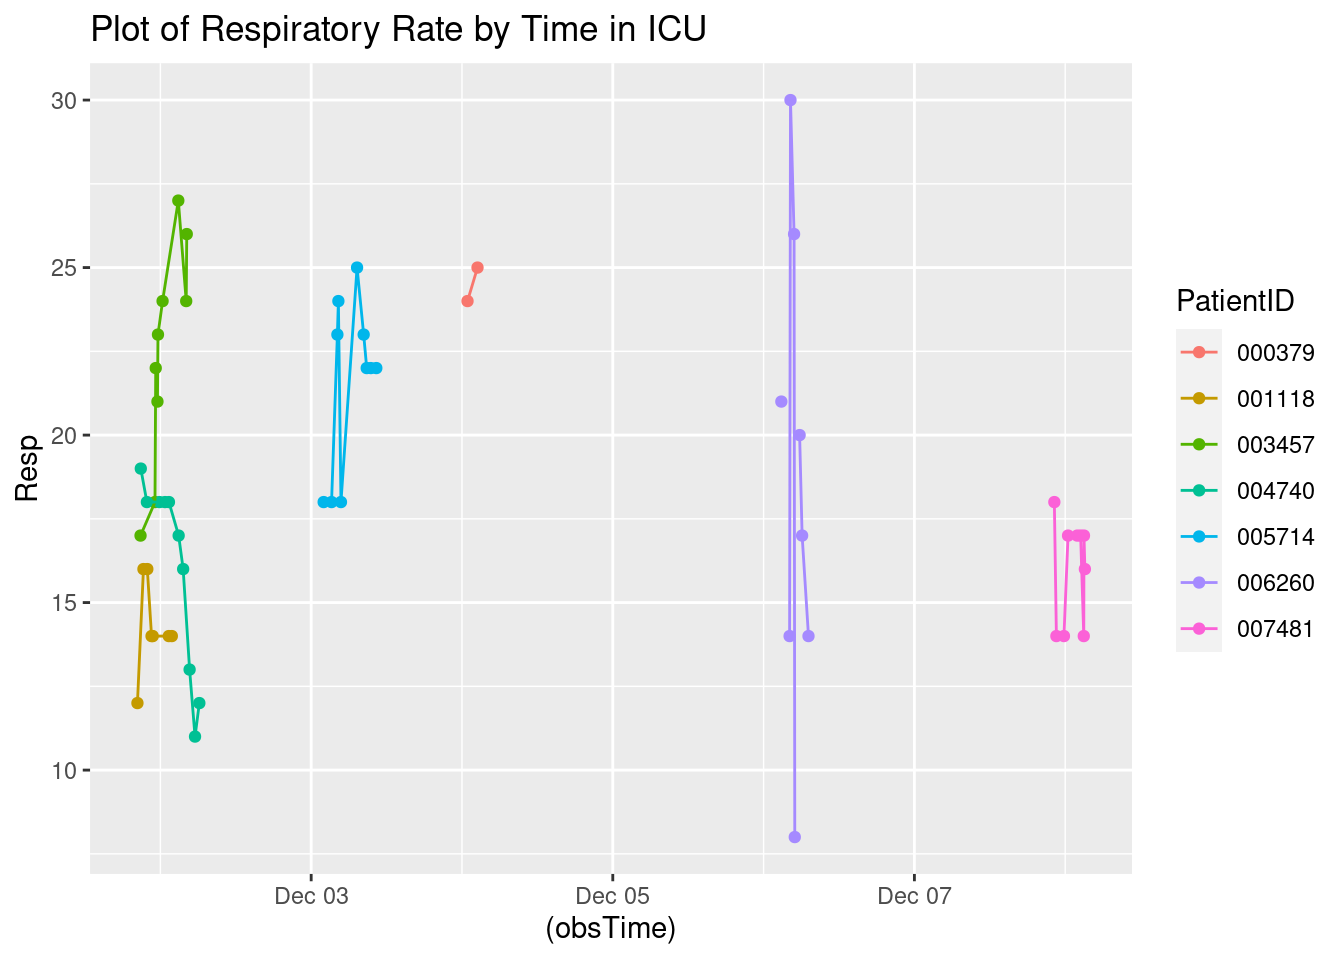 Plot of Respiratory Rate by Time in ICU
30
25
20
15
10
Resp
Dec 03
Dec 05
Dec 07
(obsTime)
PatientID
000379
001118
003457
004740
005714
006260
007481